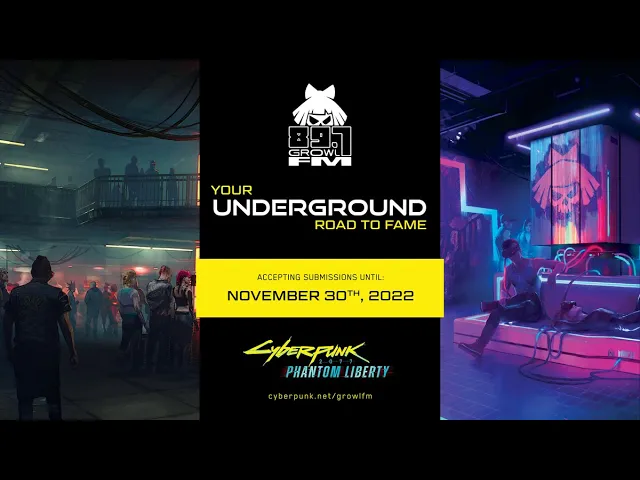 89.7
GROWL
FM
YOUR
UNDERGROUND
ROAD TO FAME
ACCEPTING SUBMISSIONS UNTIL:
NOVEMBER 30TH, 2022
CYBERPUNK
2077
PHANTOM LIBERTY
cyberpunk.net/growlfm